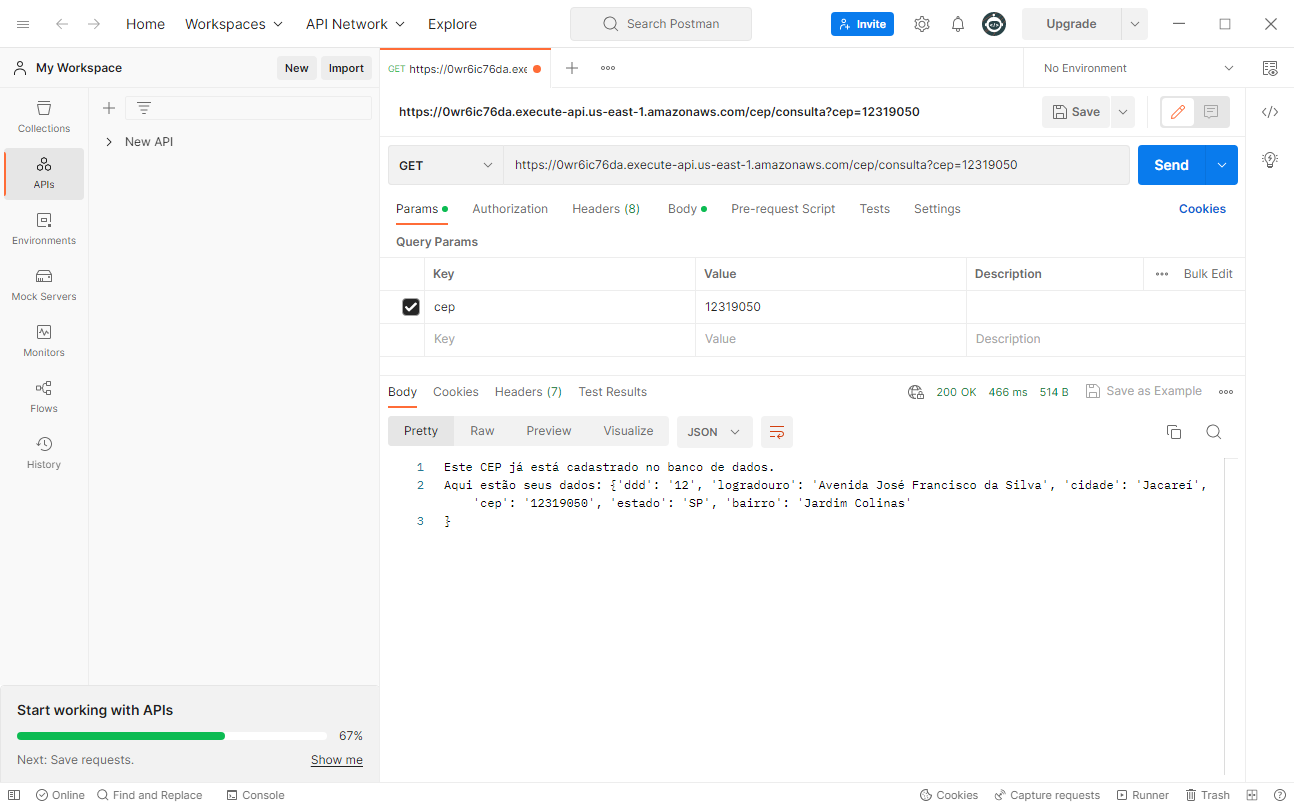 Home Workspaces API Network Explore Search Postman Invite Upgrade
My Workspace New Import GET https://0wr6ic76da.exe No Environment
https://0wr6ic76da.execute-api.us-east-1.amazonaws.com/cep/consulta?cep=12319050 Save
Collections
New API
APIs
GET https://0wr6ic76da.execute-api.us-east-1.amazonaws.com/cep/consulta?cep=12319050 Send
Params Authorization Headers (8) Body Pre-request Script Tests Settings Cookies
Environments
Query Params
Key Value Description Bulk Edit
Mock Servers
cep 12319050
Key Value Description
Monitors
Body Cookies Headers (7) Test Results 200 OK 466 ms 514 B Save as Example
Flows
Pretty Raw Preview Visualize JSON
History
1 Este CEP já está cadastrado no banco de dados.
2 Aqui estão seus dados: {'ddd': '12', 'logradouro': 'Avenida José Francisco da Silva', 'cidade': 'Jacareí',
'cep': '12319050', 'estado': 'SP', 'bairro': 'Jardim Colinas'
3 }
Start working with APIs
67%
Next: Save requests. Show me
Online Find and Replace Console Cookies Capture requests Runner Trash